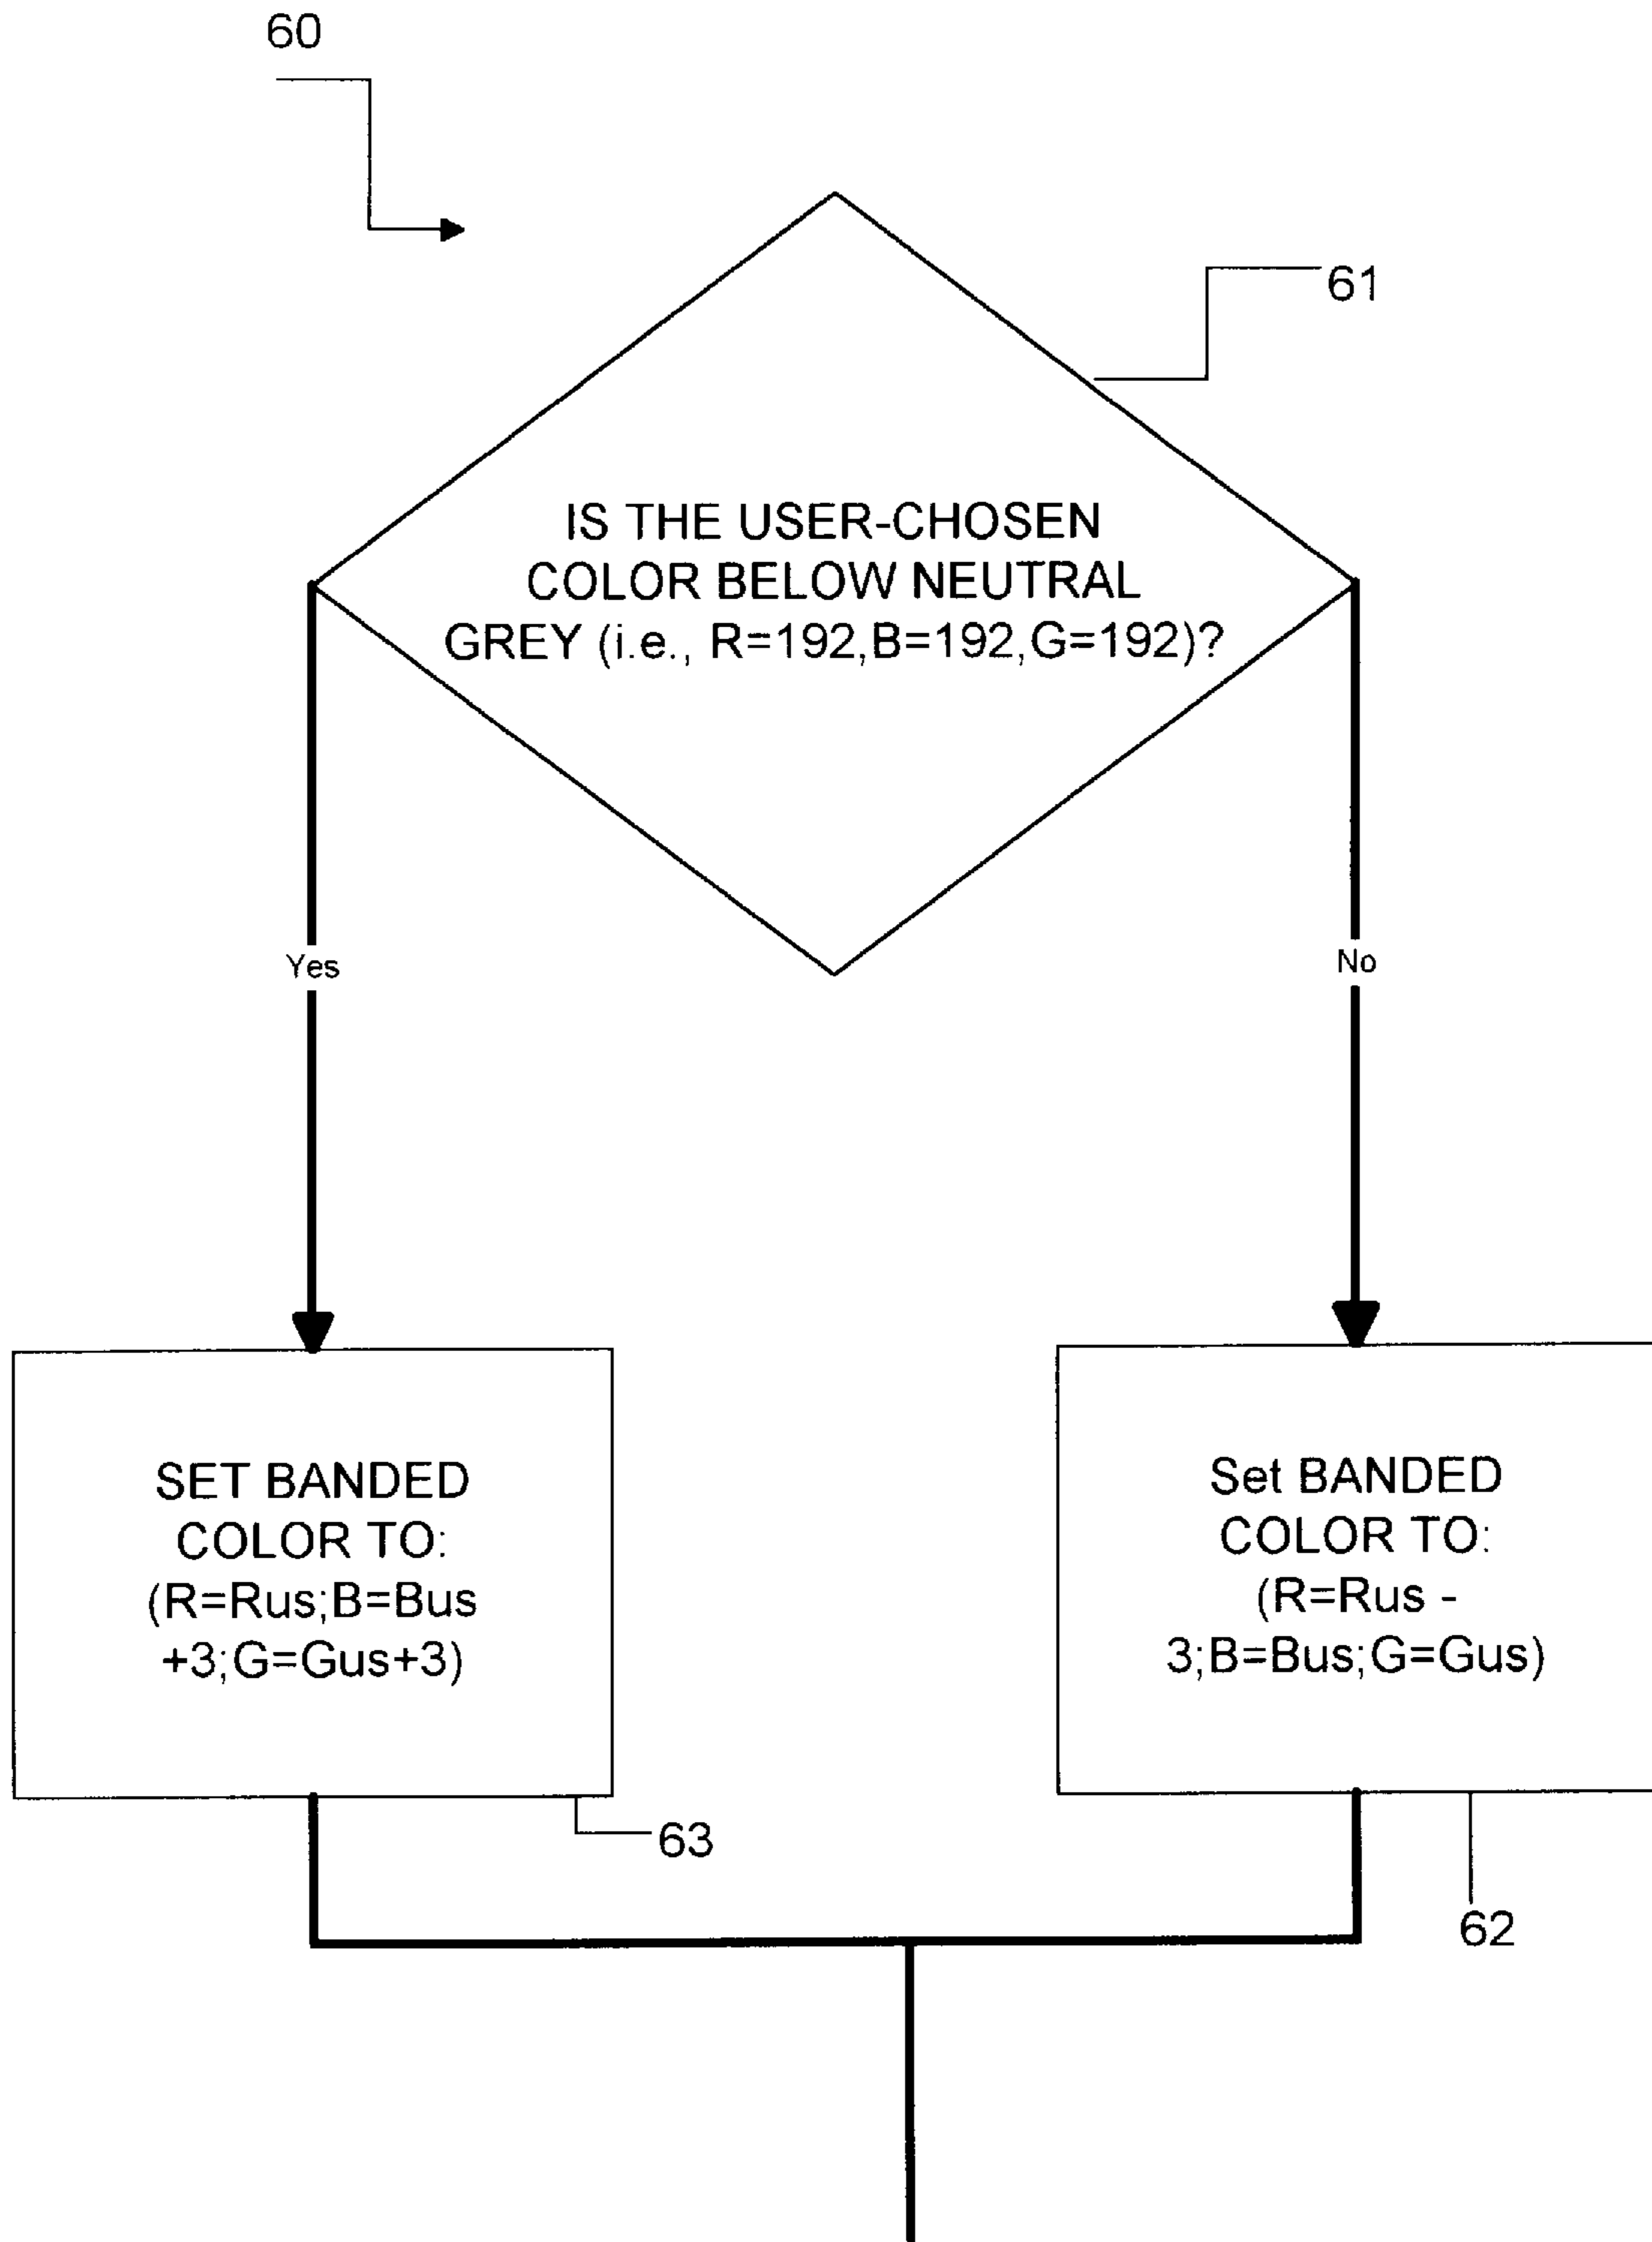 60
61
IS THE USER-CHOSEN
COLOR BELOW NEUTRAL
GREY (i.e., R=192,B=192,G=192)?
Yes
No
SET BANDED
COLOR TO:
(R=Rus;B=Bus
+3;G=Gus+3)
Set BANDED
COLOR TO:
(R=Rus -
3;B=Bus;G=Gus)
63
62